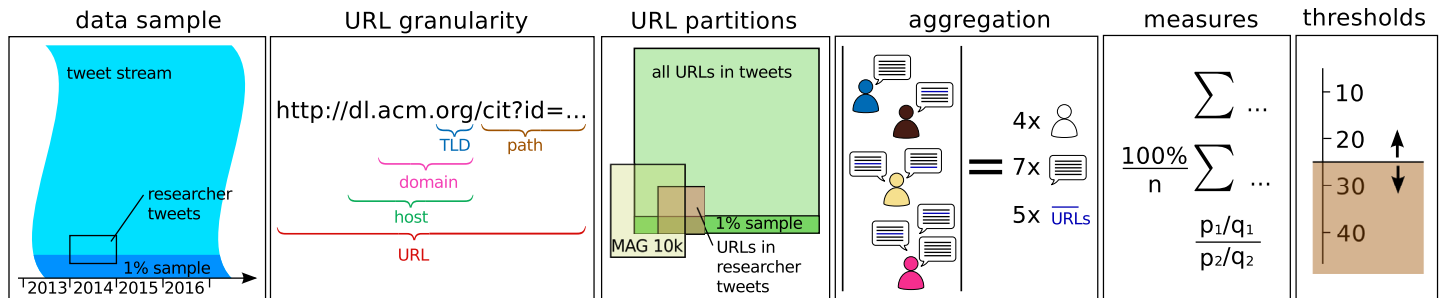 data sample
tweet stream
researcher
tweets
1% sample
2013 2014 2015 2016
URL granularity
http://dl.acm.org/cit?id=...
TLD
path
domain
host
URL
URL partitions
all URLs in tweets
1% sample
MAG 10k
URLs in
researcher
tweets
aggregation
=
4x
7x
5x URLs
measures
∑ ...
100%
n
∑ ...
p₁/q₁
p₂/q₂
thresholds
10
20
30
40